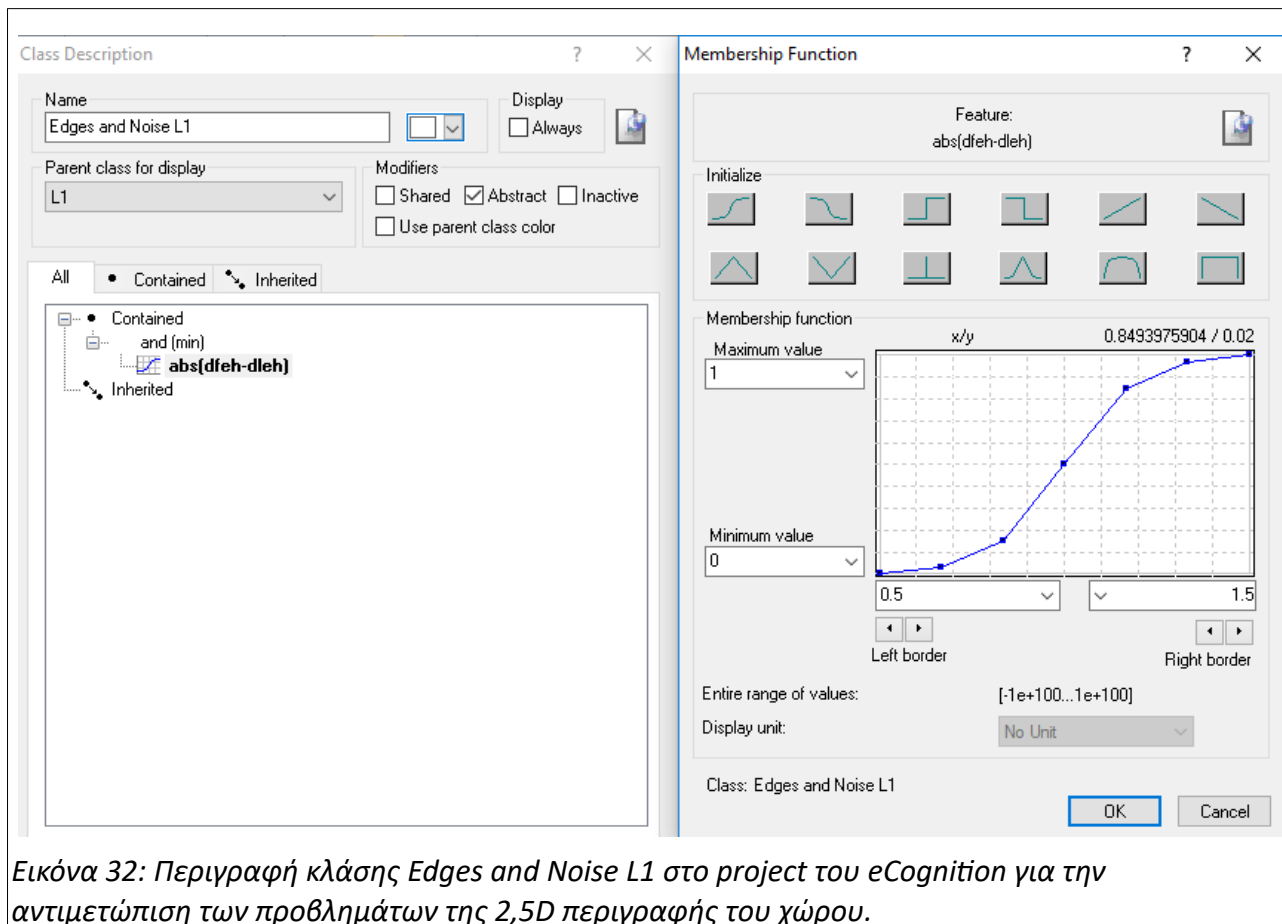 Class Description ?
Name
Edges and Noise L1
Display
Always
Parent class for display
L1
Modifiers
Shared Abstract Inactive
Use parent class color
All Contained Inherited
Contained
and (min)
abs(dfeh-dleh)
Inherited
Membership Function ?
Feature:
abs(dfeh-dleh)
Initialize
Membership function
x/y 0.8493975904 / 0.02
Maximum value
1
Minimum value
0
0.5 1.5
Left border Right border
Entire range of values: [-1e+100...1e+100]
Display unit: No Unit
Class: Edges and Noise L1
OK Cancel
Εικόνα 32: Περιγραφή κλάσης Edges and Noise L1 στο project του eCognition για την
αντιμετώπιση των προβλημάτων της 2,5D περιγραφής του χώρου.